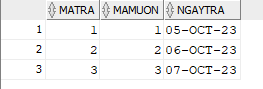 MATRA MAMUON NGAYTRA
1 1 1 05-OCT-23
2 2 2 06-OCT-23
3 3 3 07-OCT-23